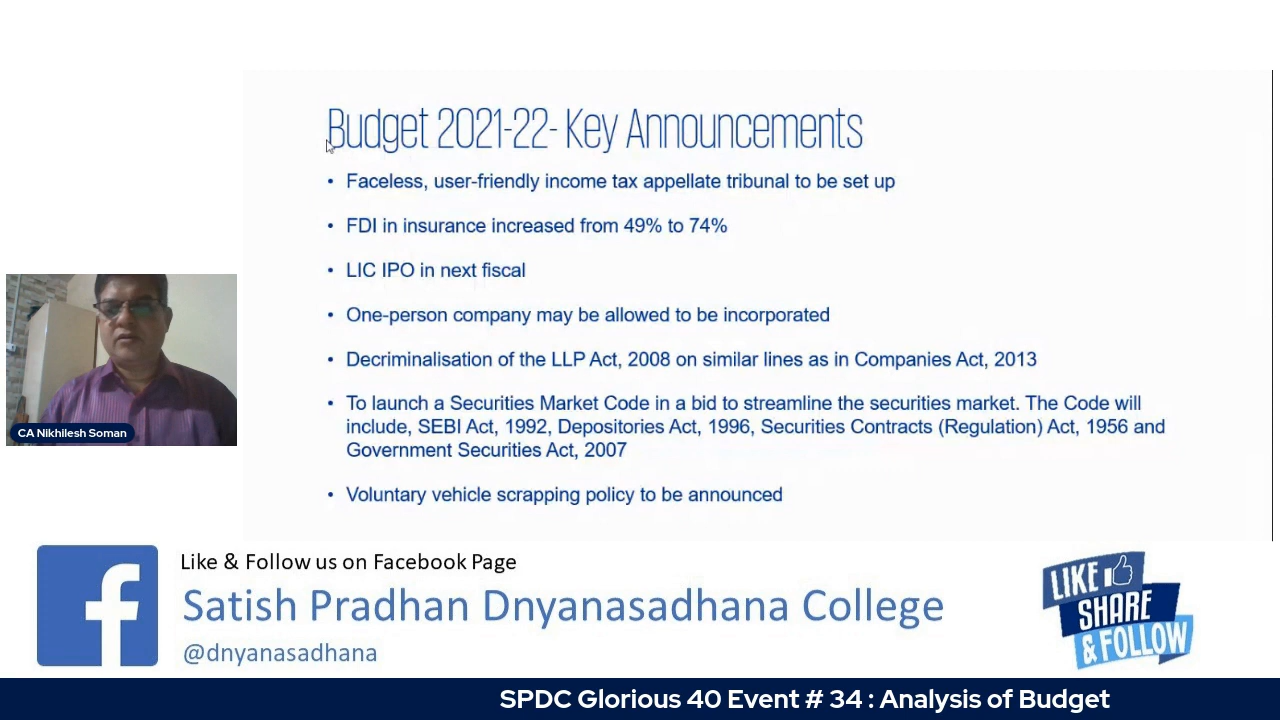 Budget 2021-22- Key Announcements
• Faceless, user-friendly income tax appellate tribunal to be set up
• FDI in insurance increased from 49% to 74%
• LIC IPO in next fiscal
• One-person company may be allowed to be incorporated
• Decriminalisation of the LLP Act, 2008 on similar lines as in Companies Act, 2013
• To launch a Securities Market Code in a bid to streamline the securities market. The Code will
include, SEBI Act, 1992, Depositories Act, 1996, Securities Contracts (Regulation) Act, 1956 and
Government Securities Act, 2007
• Voluntary vehicle scrapping policy to be announced
CA Nikhilesh Soman
f
Like & Follow us on Facebook Page
Satish Pradhan Dnyanasadhana College
@dnyanasadhana
LIKE
SHARE
& FOLLOW
SPDC Glorious 40 Event # 34 : Analysis of Budget